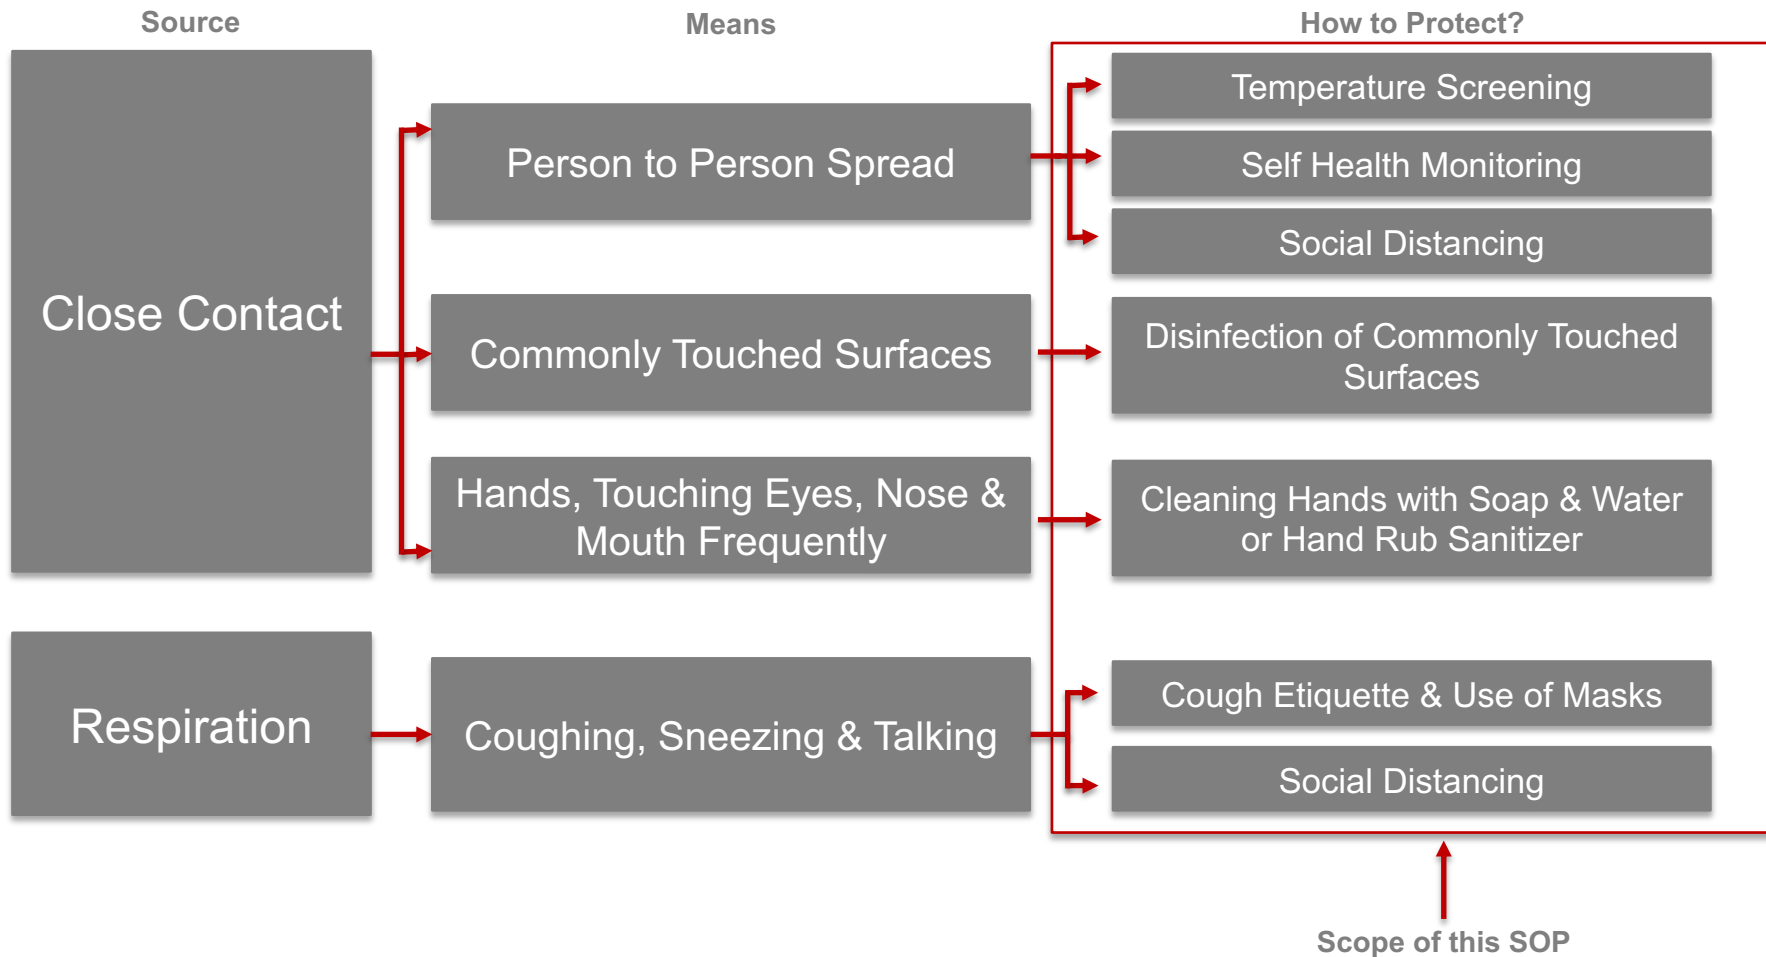 Source
Means
How to Protect?
Close Contact
Person to Person Spread
Temperature Screening
Self Health Monitoring
Social Distancing
Commonly Touched Surfaces
Disinfection of Commonly Touched
Surfaces
Hands, Touching Eyes, Nose &
Mouth Frequently
Cleaning Hands with Soap & Water
or Hand Rub Sanitizer
Respiration
Coughing, Sneezing & Talking
Cough Etiquette & Use of Masks
Social Distancing
Scope of this SOP